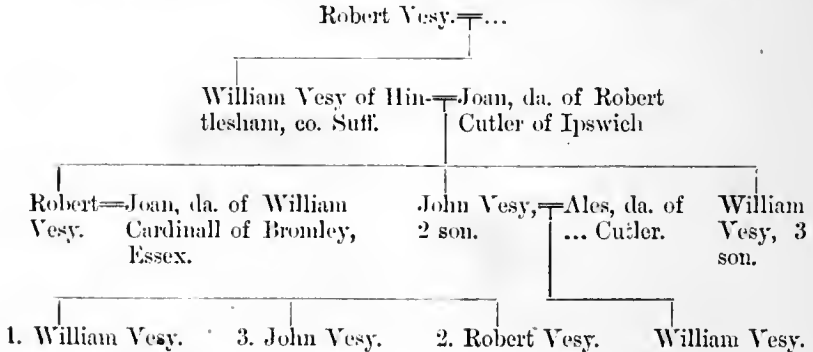 Robert Vesy.=...
William Vesy of Hin-=Joan, da. of Robert
tlesham, co. Suff. Cutler of Ipswich
Robert=Joan, da. of William John Vesy,=Ales, da. of William
Vesy. Cardinall of Bromley, 2 son. ... Cutler. Vesy, 3
Essex. son.
1. William Vesy. 3. John Vesy. 2. Robert Vesy. William Vesy.